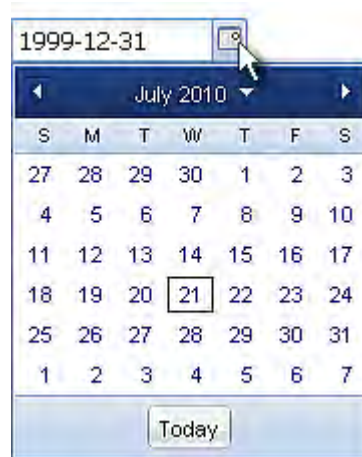 1999-12-31
July 2010
S M T W T F S
27 28 29 30 1 2 3
4 5 6 7 8 9 10
11 12 13 14 15 16 17
18 19 20 21 22 23 24
25 26 27 28 29 30 31
1 2 3 4 5 6 7
Today